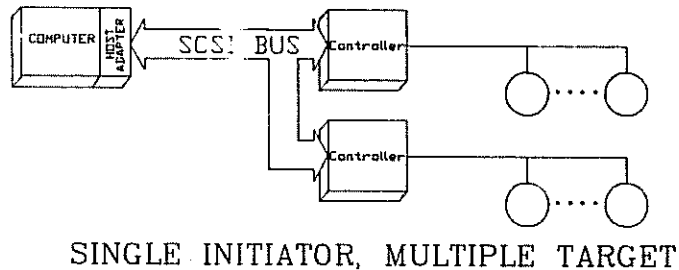 COMPUTER
HOST
ADAPTER
SCSI BUS
Controller
Controller
SINGLE INITIATOR, MULTIPLE TARGET